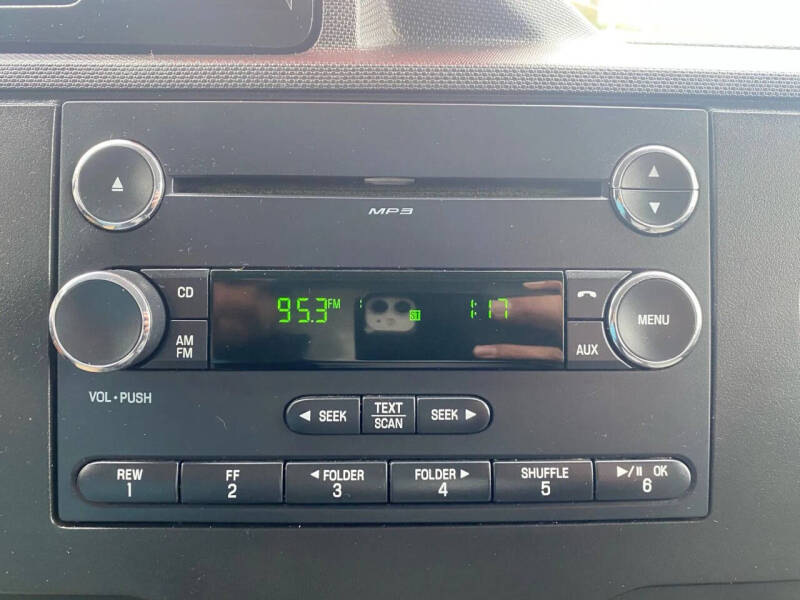 MP3
CD
95.3 FM 1 ST 1:17
MENU
AM
FM
AUX
VOL • PUSH
◀ SEEK
TEXT
SCAN
SEEK ▶
REW
1
FF
2
◀ FOLDER
3
FOLDER ▶
4
SHUFFLE
5
▶/II OK
6